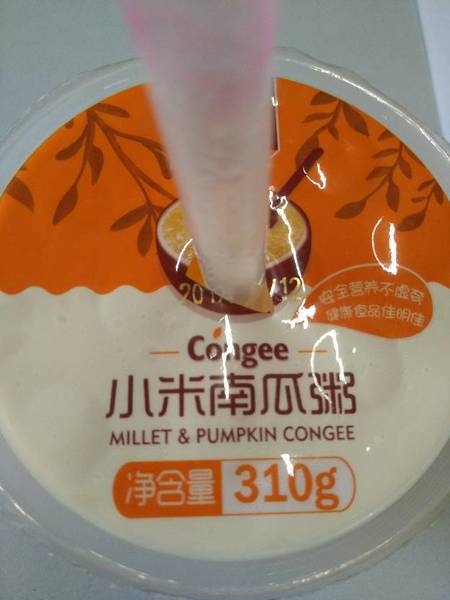 安全营养不虚夸
健康食品佳明佳
Congee
小米南瓜粥
MILLET & PUMPKIN CONGEE
净含量 310g